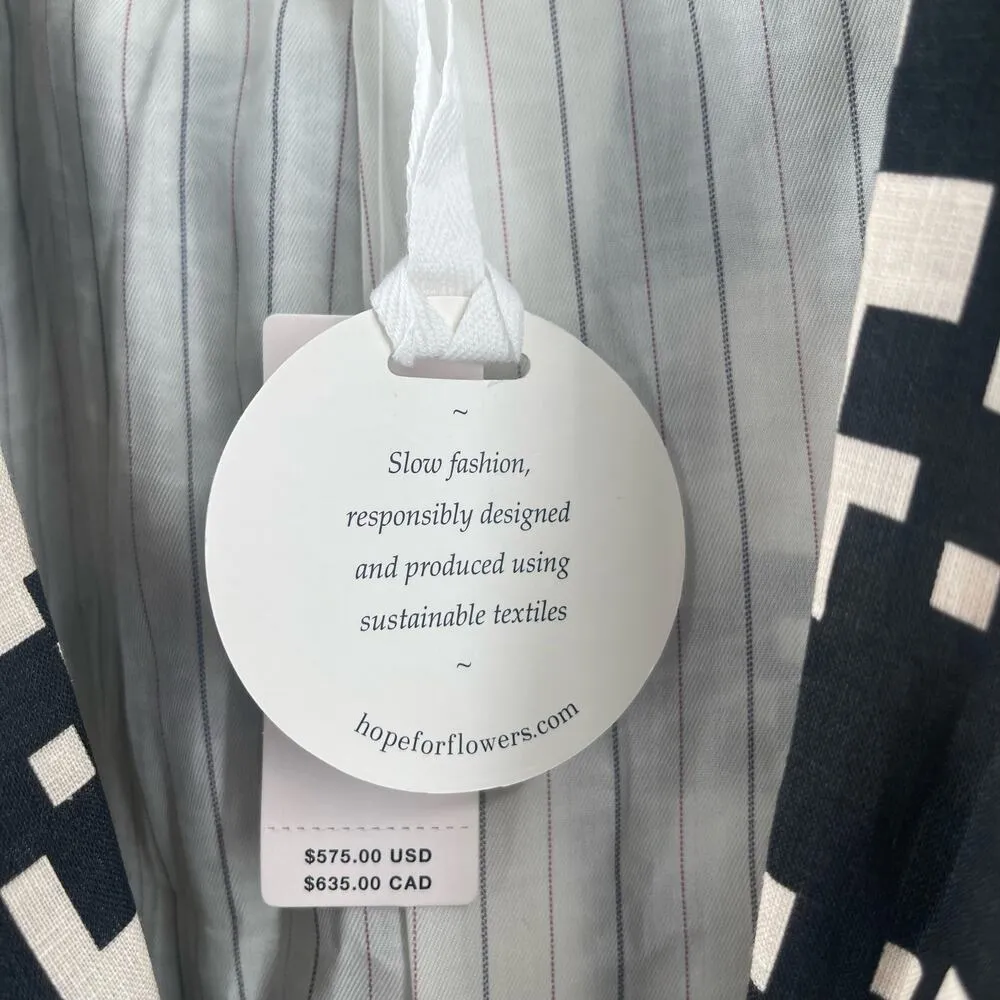 ~
Slow fashion,
responsibly designed
and produced using
sustainable textiles
~
hopeforflowers.com
$575.00 USD
$635.00 CAD